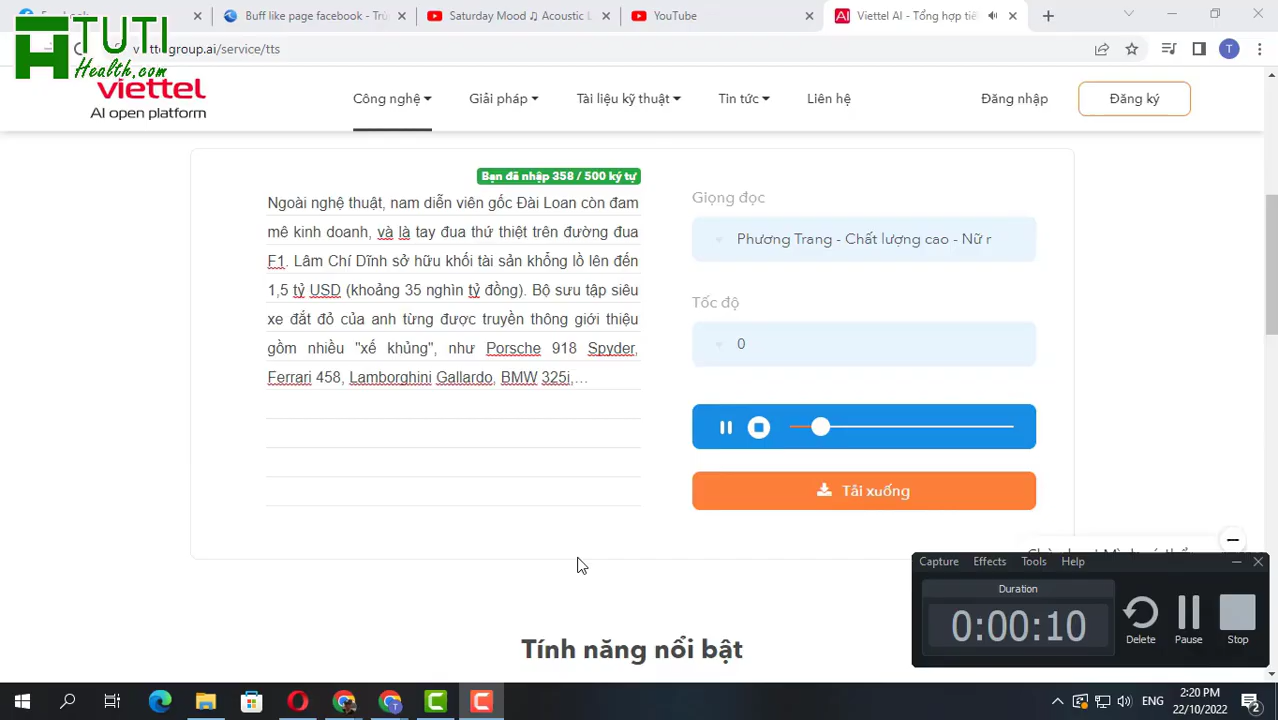 Buff like page facebook - Trư
Saturday Mood ♫ Acoustic L
YouTube
Viettel AI - Tổng hợp tiế
TUTI
Health.com
group.ai/service/tts
T
viettel
AI open platform
Công nghệ
Giải pháp
Tài liệu kỹ thuật
Tin tức
Liên hệ
Đăng nhập
Đăng ký
Bạn đã nhập 358 / 500 ký tự
Ngoài nghệ thuật, nam diễn viên gốc Đài Loan còn đam
mê kinh doanh, và là tay đua thứ thiệt trên đường đua
F1. Lâm Chí Dĩnh sở hữu khối tài sản khổng lồ lên đến
1,5 tỷ USD (khoảng 35 nghìn tỷ đồng). Bộ sưu tập siêu
xe đắt đỏ của anh từng được truyền thông giới thiệu
gồm nhiều "xế khủng", như Porsche 918 Spyder,
Ferrari 458, Lamborghini Gallardo, BMW 325i,…
Giọng đọc
Phương Trang - Chất lượng cao - Nữ r
Tốc độ
0
Tải xuống
Tính năng nổi bật
Capture Effects Tools Help
Duration
0:00:10
Delete
Pause
Stop
ENG
2:20 PM
22/10/2022
2